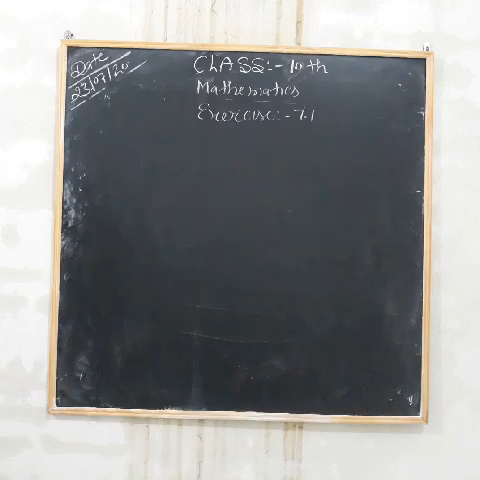 Date
23/07/20
CLASS:- 10th
Mathematics
Exercise:- 7.1